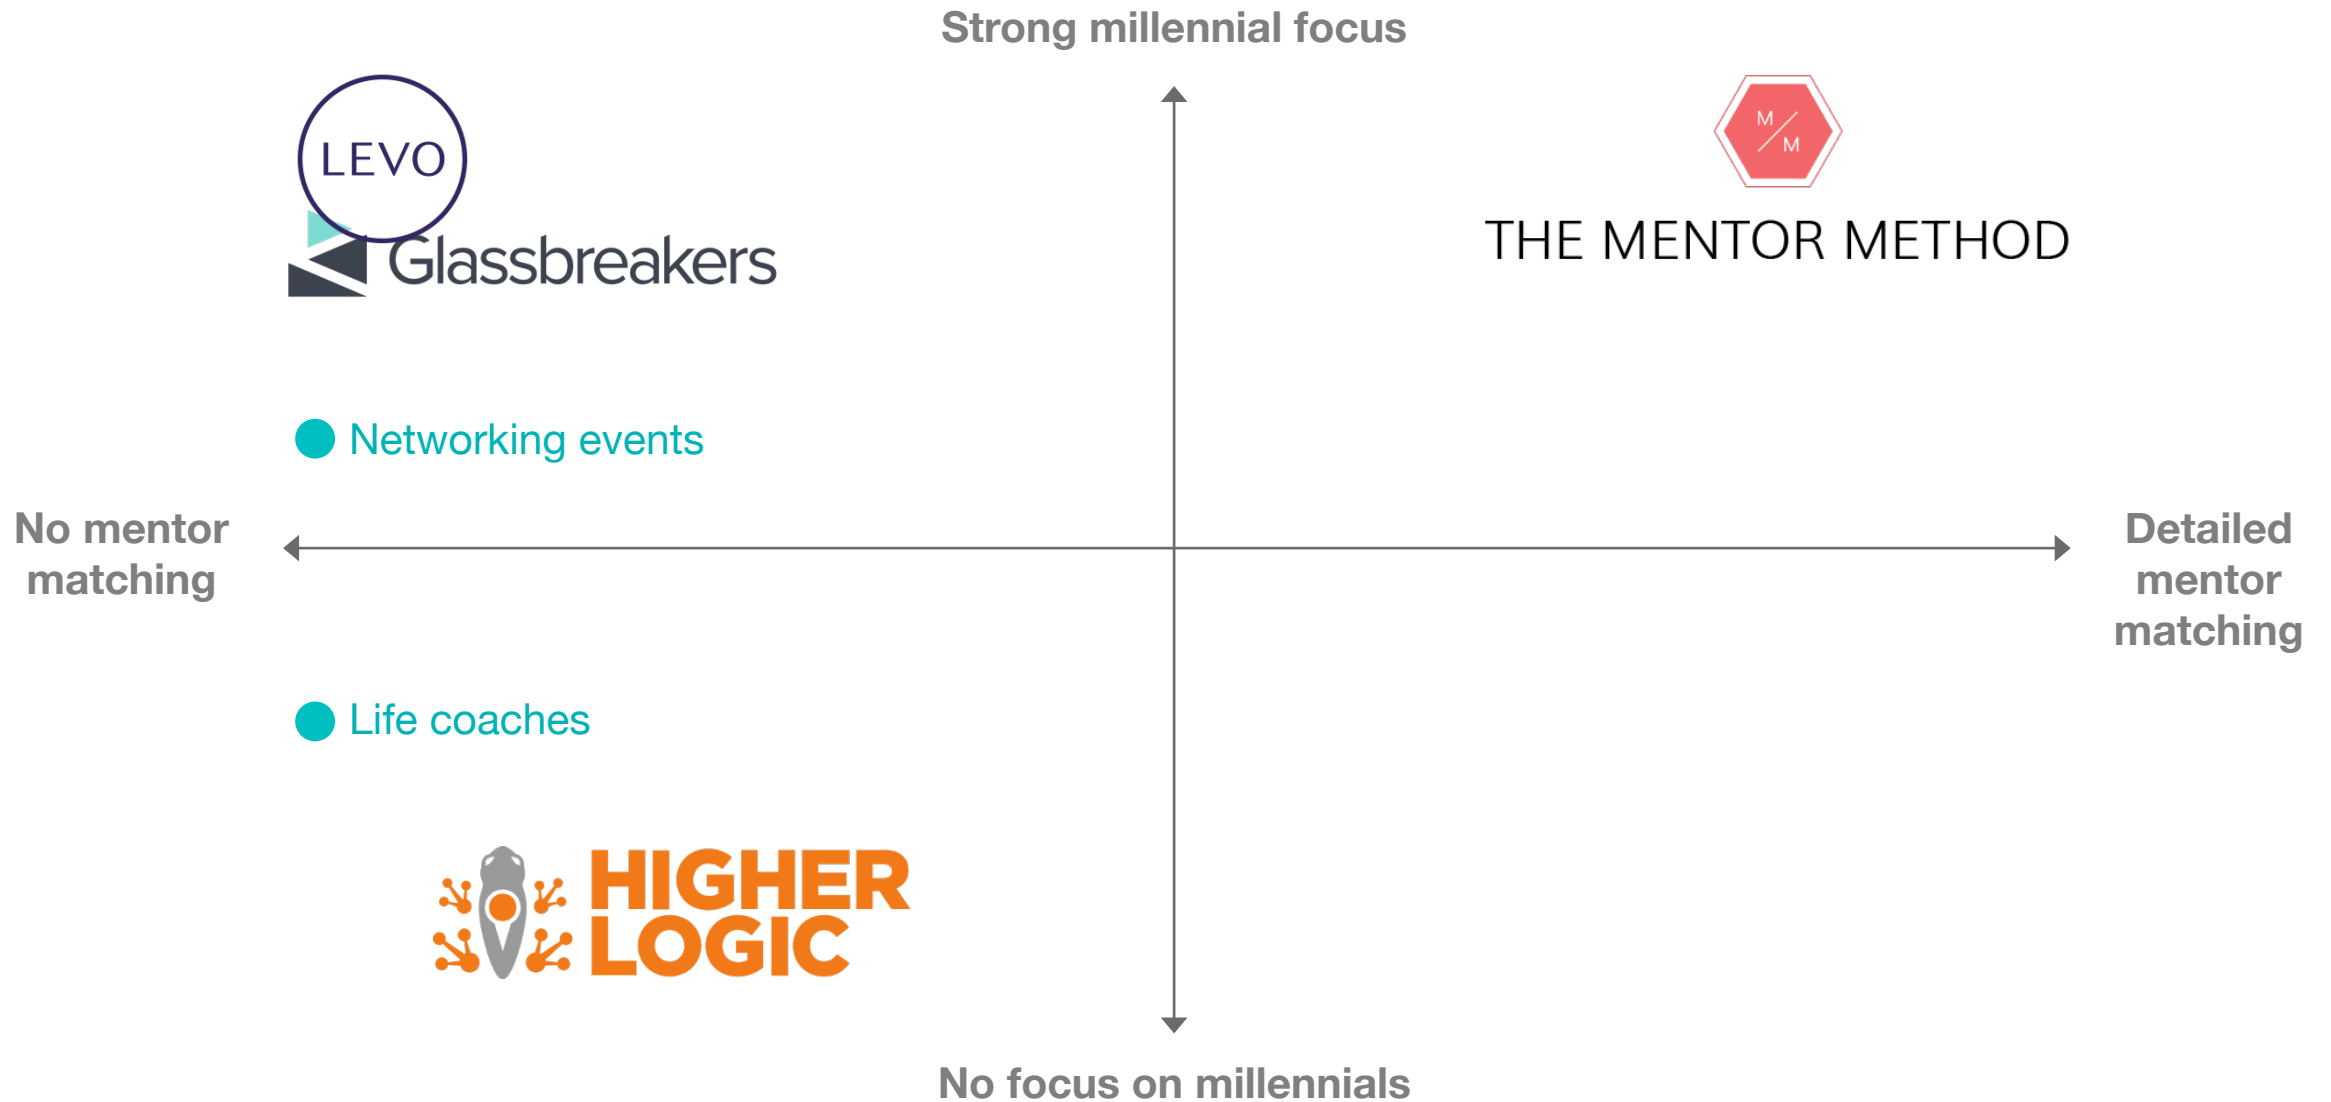 Strong millennial focus
LEVO
Glassbreakers
M
M
THE MENTOR METHOD
Networking events
No mentor
matching
Detailed
mentor
matching
Life coaches
HIGHER
LOGIC
No focus on millennials